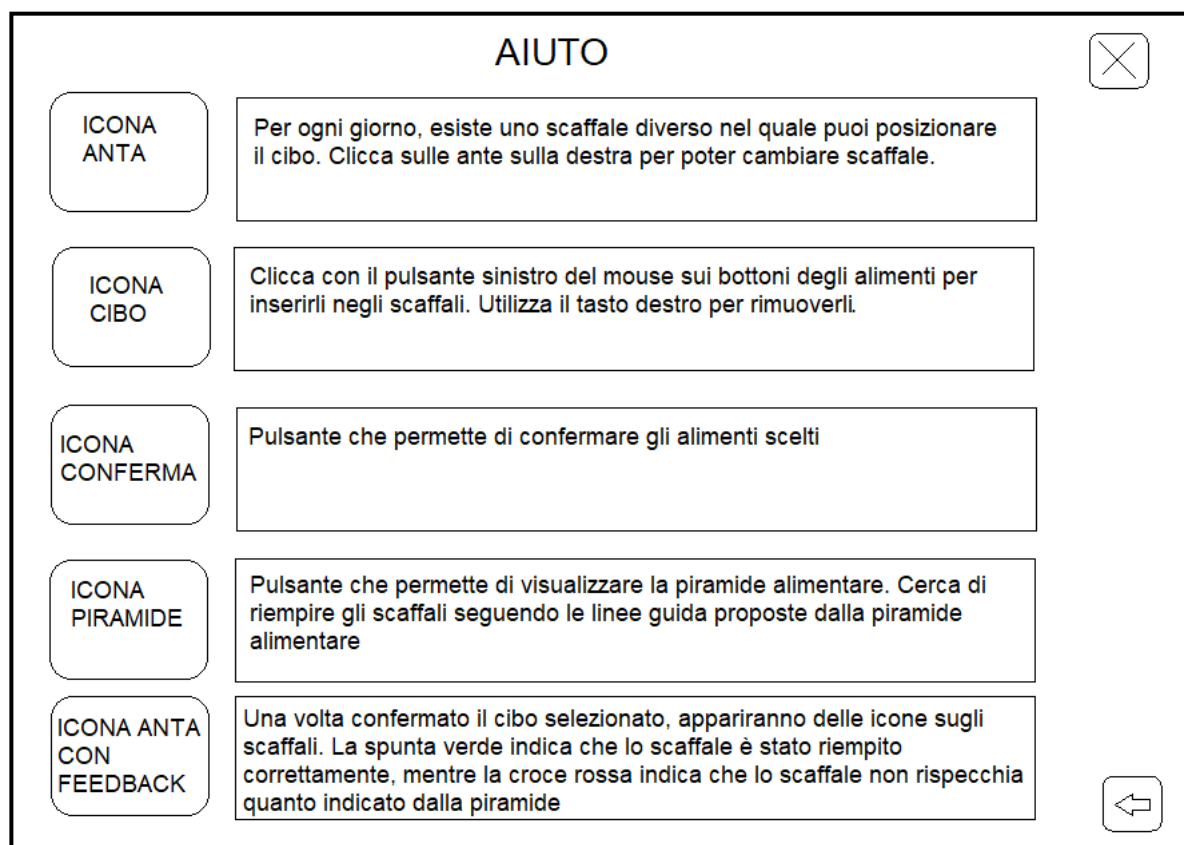 AIUTO
ICONA
ANTA
Per ogni giorno, esiste uno scaffale diverso nel quale puoi posizionare
il cibo. Clicca sulle ante sulla destra per poter cambiare scaffale.
ICONA
CIBO
Clicca con il pulsante sinistro del mouse sui bottoni degli alimenti per
inserirli negli scaffali. Utilizza il tasto destro per rimuoverli.
ICONA
CONFERMA
Pulsante che permette di confermare gli alimenti scelti
ICONA
PIRAMIDE
Pulsante che permette di visualizzare la piramide alimentare. Cerca di
riempire gli scaffali seguendo le linee guida proposte dalla piramide
alimentare
ICONA ANTA
CON
FEEDBACK
Una volta confermato il cibo selezionato, appariranno delle icone sugli
scaffali. La spunta verde indica che lo scaffale è stato riempito
correttamente, mentre la croce rossa indica che lo scaffale non rispecchia
quanto indicato dalla piramide